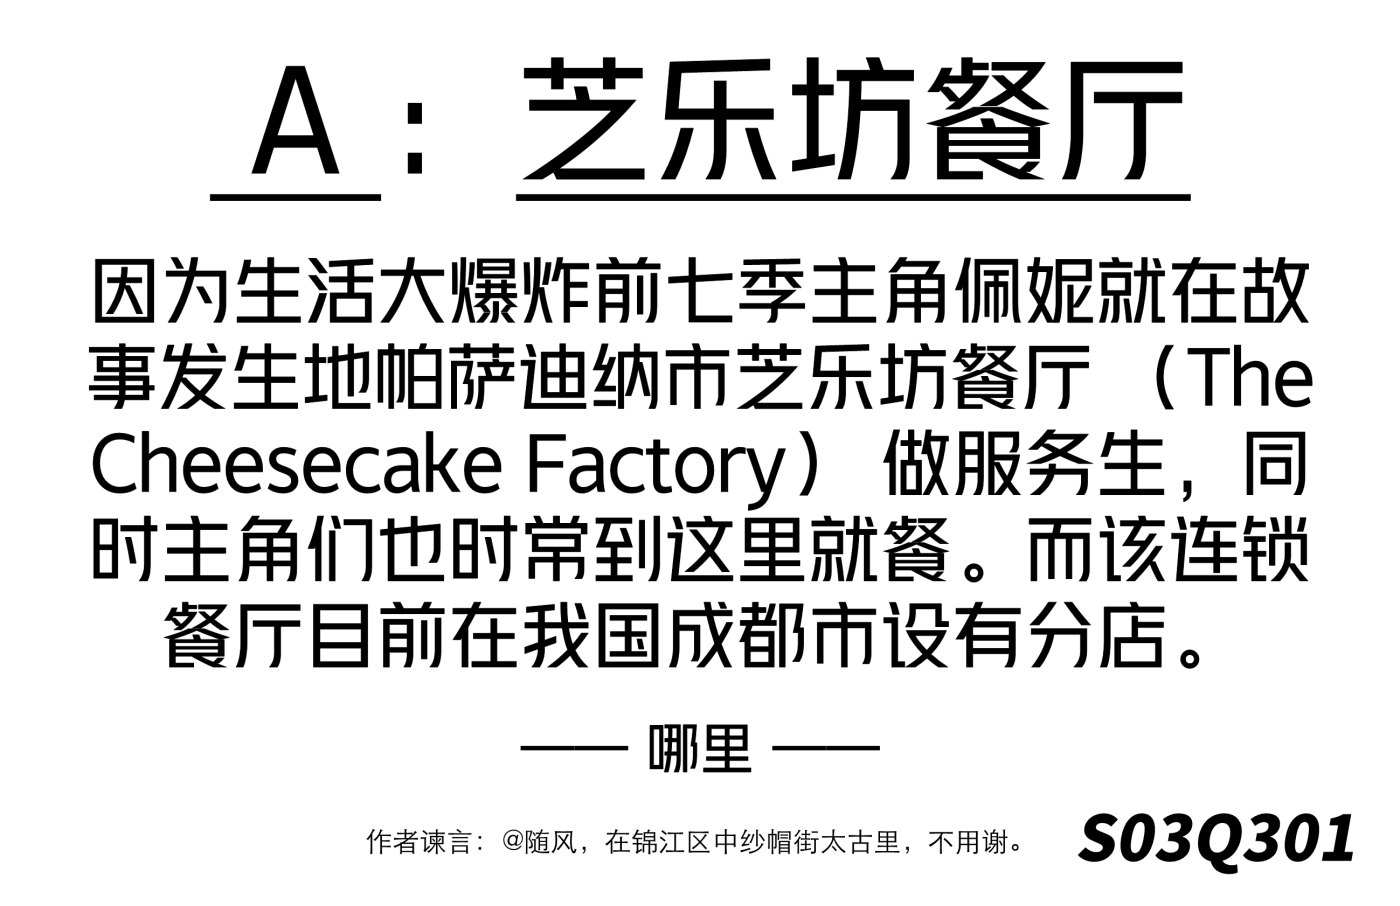 A：芝乐坊餐厅
因为生活大爆炸前七季主角佩妮就在故
事发生地帕萨迪纳市芝乐坊餐厅（The
Cheesecake Factory）做服务生，同
时主角们也时常到这里就餐。而该连锁
餐厅目前在我国成都市设有分店。
—— 哪里 ——
作者谏言：@随风，在锦江区中纱帽街太古里，不用谢。
S03Q301